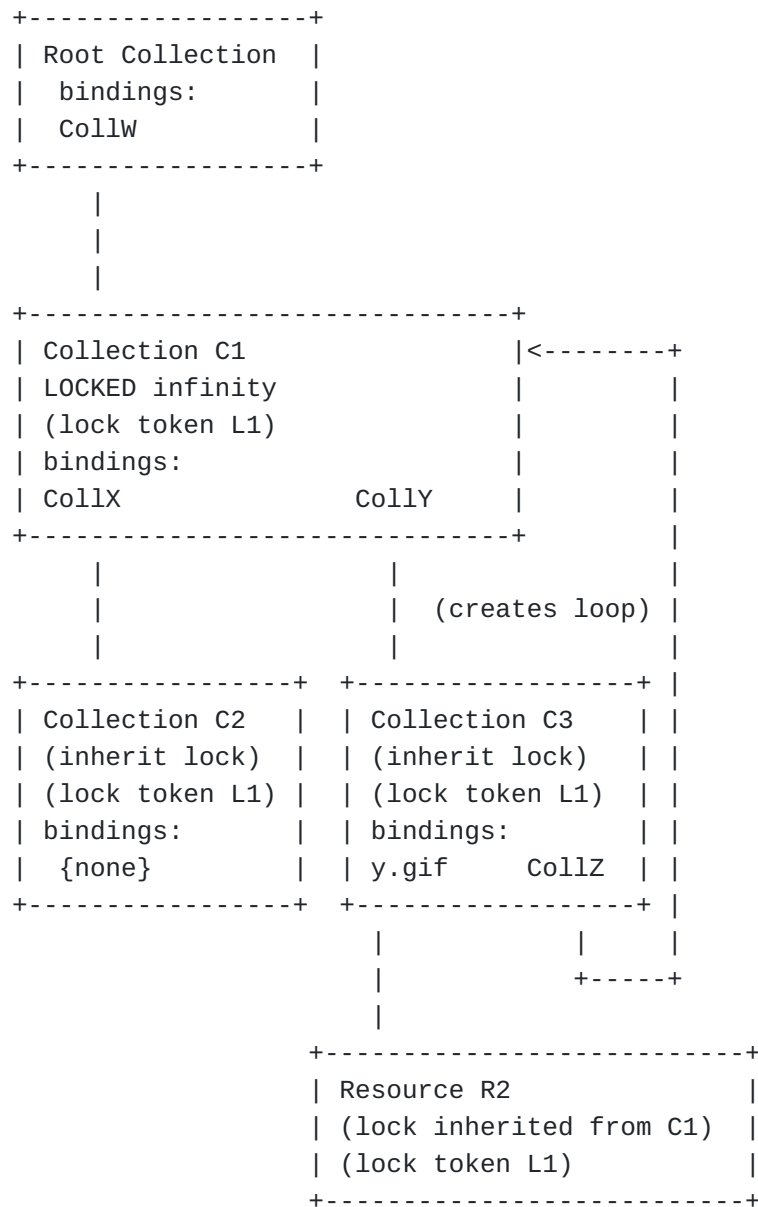 Root Collection
bindings:
CollW
Collection C1
LOCKED infinity
(lock token L1)
bindings:
CollX CollY
(creates loop)
Collection C2
(inherit lock)
(lock token L1)
bindings:
{none}
Collection C3
(inherit lock)
(lock token L1)
bindings:
y.gif CollZ
Resource R2
(lock inherited from C1)
(lock token L1)